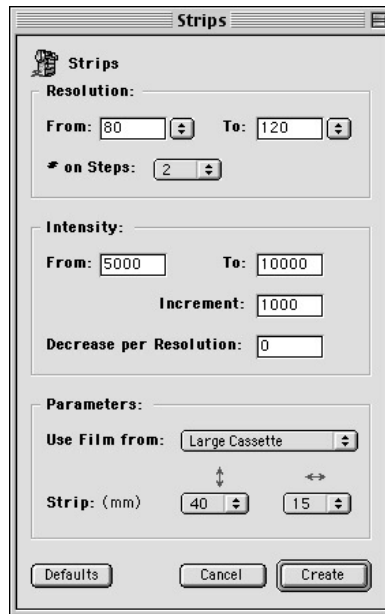 Strips
Strips
Resolution:
From: 80 To: 120
# on Steps: 2
Intensity:
From: 5000 To: 10000
Increment: 1000
Decrease per Resolution: 0
Parameters:
Use Film from: Large Cassette
Strip: (mm) 40 15
Defaults Cancel Create